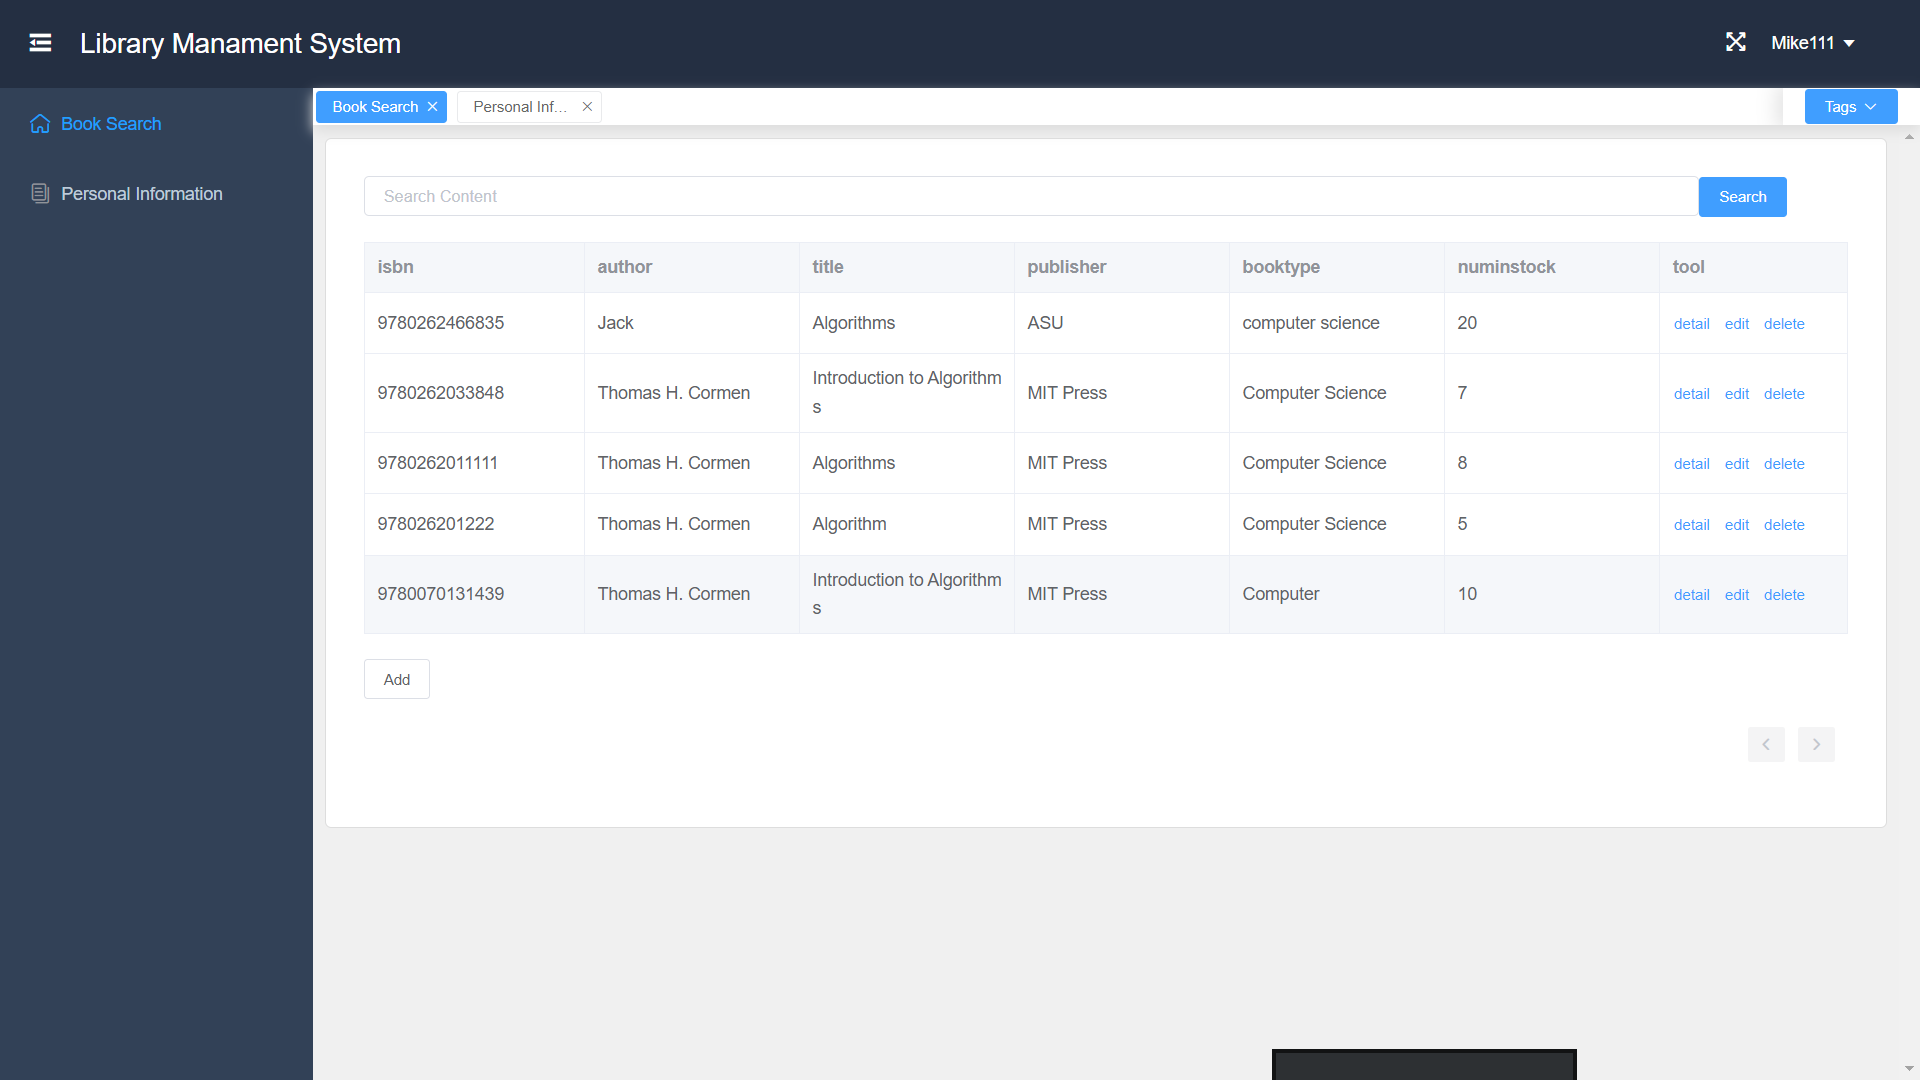 Library Manament System
Mike111
Book Search
Personal Information
Book Search
Personal Inf...
Tags
Search Content
Search
isbn author title publisher booktype numinstock tool
9780262466835 Jack Algorithms ASU computer science 20 detail edit delete
9780262033848 Thomas H. Cormen Introduction to Algorithm
s MIT Press Computer Science 7 detail edit delete
9780262011111 Thomas H. Cormen Algorithms MIT Press Computer Science 8 detail edit delete
978026201222 Thomas H. Cormen Algorithm MIT Press Computer Science 5 detail edit delete
9780070131439 Thomas H. Cormen Introduction to Algorithm
s MIT Press Computer 10 detail edit delete
Add